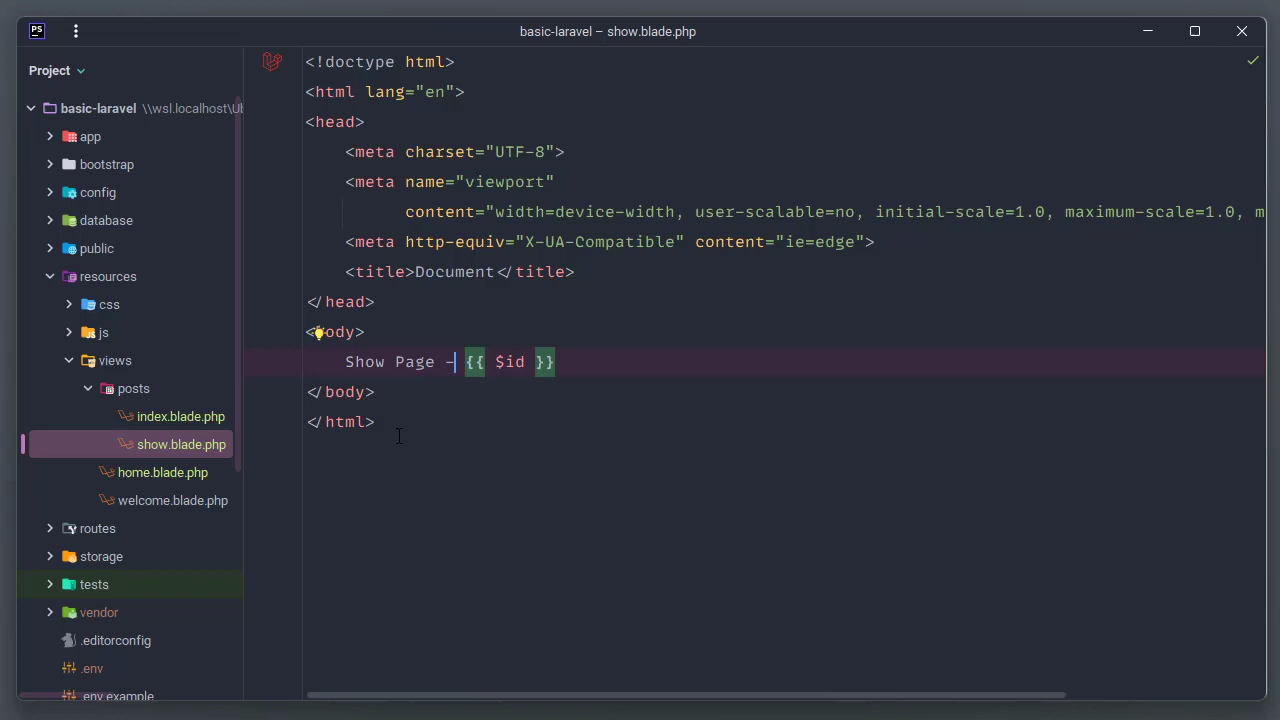 PS
basic-laravel – show.blade.php
Project
basic-laravel \\wsl.localhost\Ub
app
bootstrap
config
database
public
resources
css
js
views
posts
index.blade.php
show.blade.php
home.blade.php
welcome.blade.php
routes
storage
tests
vendor
.editorconfig
.env
.env.example
<!doctype html>
<html lang="en">
<head>
<meta charset="UTF-8">
<meta name="viewport"
content="width=device-width, user-scalable=no, initial-scale=1.0, maximum-scale=1.0, m
<meta http-equiv="X-UA-Compatible" content="ie=edge">
<title>Document</title>
</head>
<body>
Show Page - {{ $id }}
</body>
</html>